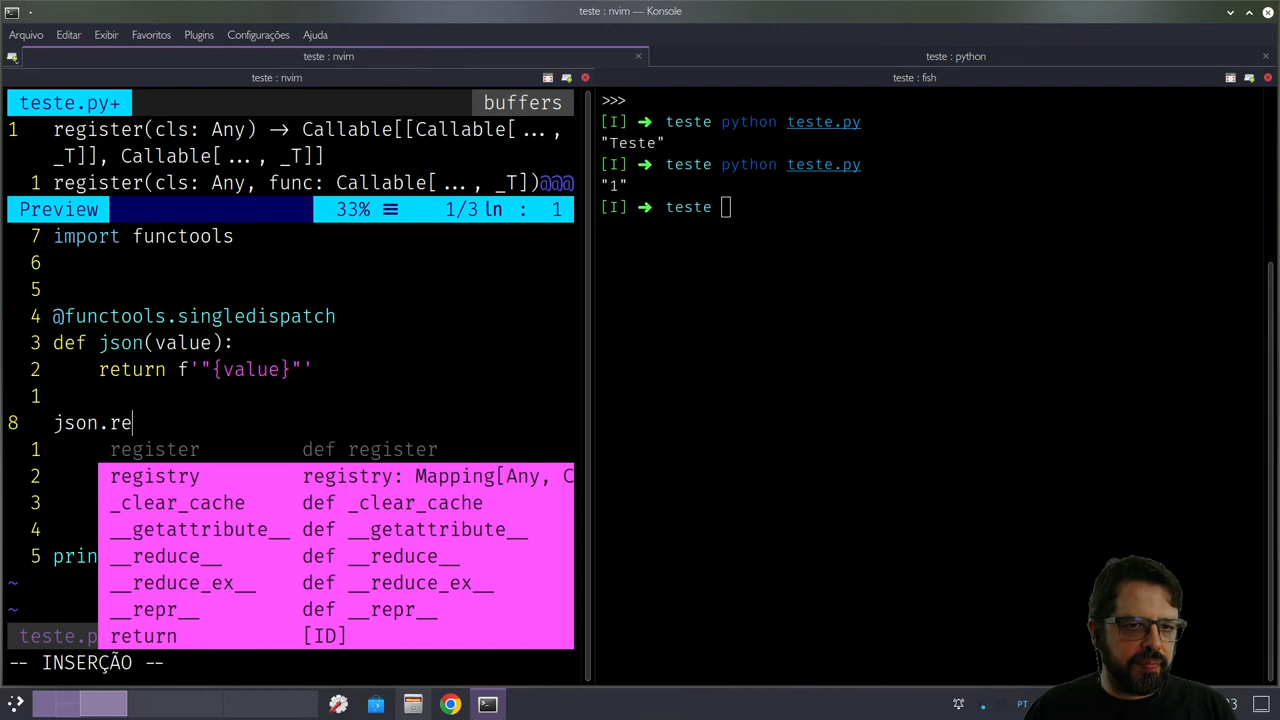 teste : nvim — Konsole
Arquivo Editar Exibir Favoritos Plugins Configurações Ajuda
teste : nvim
teste : python
teste : nvim
teste : fish
teste.py+ buffers
1 register(cls: Any) → Callable[[Callable[...,
_T]], Callable[..., _T]]
1 register(cls: Any, func: Callable[..., _T])@@@
Preview 33% ≡ 1/3 ln : 1
7 import functools
6
5
4 @functools.singledispatch
3 def json(value):
2 return f'"{value}"'
1
8 json.re
1 register def register
2 registry registry: Mapping[Any, C
3 _clear_cache def _clear_cache
4 __getattribute__ def __getattribute__
5 prin __reduce__ def __reduce__
~ __reduce_ex__ def __reduce_ex__
~ __repr__ def __repr__
teste.p return [ID]
-- INSERÇÃO --
>>>
[I] ➜ teste python teste.py
"Teste"
[I] ➜ teste python teste.py
"1"
[I] ➜ teste
PT